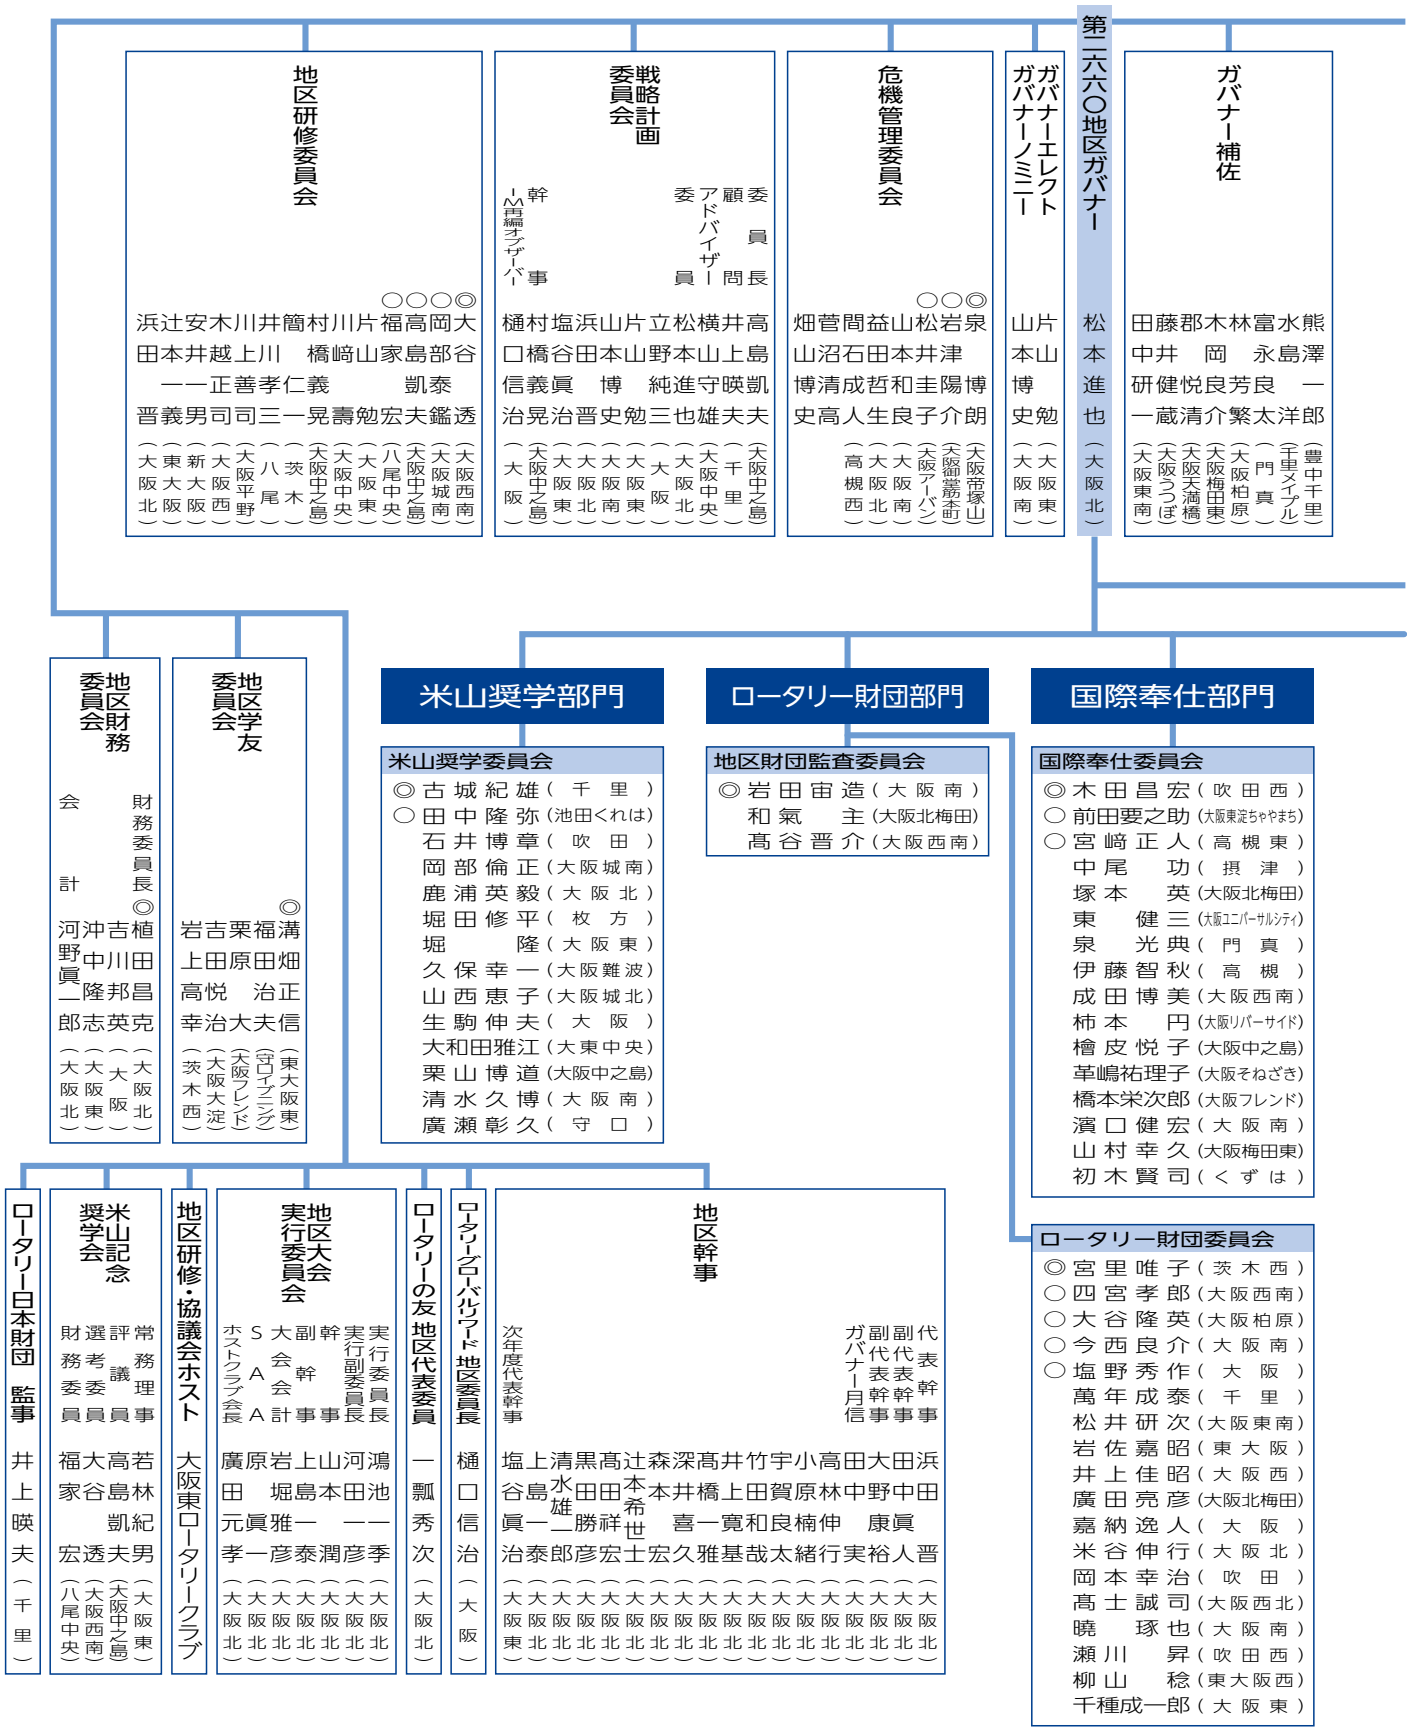 第二六六〇地区ガバナー 松本進也(大阪北)
ガバナー補佐
熊澤一郎(豊中千里)
水島洋(千里メイプル)
富永良太(門真)
林芳繁(大阪柏原)
木岡良介(大阪梅田東)
郡悦清(大阪天満橋)
藤井健蔵(大阪うつぼ)
田中研一(大阪東南)
ガバナーエレクト 片山勉(大阪東)
ガバナーノミニー 山本博史(大阪南)
危機管理委員会
◎泉博朗(大阪帝塚山)
○岩津陽介(大阪御堂筋本町)
○松井圭子(大阪アーバン)
山本和良(大阪南)
益田哲生(大阪北)
間石成人(高槻西)
菅沼清高
畑山博史
戦略計画
委員会
委員長 高島凱夫(大阪中之島)
顧問 井上暎夫(千里)
アドバイザー 横山守雄(大阪中央)
委員 松本進也(大阪北)
立野純三(大阪)
片山勉(大阪東)
山本博史(大阪南)
浜田晋(大阪北)
塩谷眞治(大阪東)
幹事 村橋義晃(大阪中之島)
IM再編オブザーバー 樋口信治(大阪)
地区研修委員会
◎大谷透(大阪西南)
○岡部泰鑑(大阪城南)
○高島凱夫(大阪中之島)
○福家宏(八尾中央)
片山勉(大阪東)
川﨑壽(大阪中央)
村橋義晃(大阪中之島)
簡仁一(茨木)
井川孝三(八尾)
川上善司(大阪平野)
木越正司(大阪西)
安井一男(新大阪)
辻本一義(東大阪)
浜田晋(大阪北)
国際奉仕部門
国際奉仕委員会
◎木田昌宏(吹田西)
○前田要之助(大阪東淀ちゃやまち)
○宮﨑正人(高槻東)
中尾功(摂津)
塚本英(大阪北梅田)
東健三(大阪ユニバーサルシティ)
泉光典(門真)
伊藤智秋(高槻)
成田博美(大阪西南)
柿本円(大阪リバーサイド)
檜皮悦子(大阪中之島)
革嶋祐理子(大阪そねざき)
橋本栄次郎(大阪フレンド)
濱口健宏(大阪南)
山村幸久(大阪梅田東)
初木賢司(くずは)
ロータリー財団部門
地区財団監査委員会
◎岩田宙造(大阪南)
和氣主(大阪北梅田)
髙谷晋介(大阪西南)
ロータリー財団委員会
◎宮里唯子(茨木西)
○四宮孝郎(大阪西南)
○大谷隆英(大阪柏原)
○今西良介(大阪南)
○塩野秀作(大阪)
萬年成泰(千里)
松井研次(大阪東南)
岩佐嘉昭(東大阪)
井上佳昭(大阪西)
廣田亮彦(大阪北梅田)
嘉納逸人(大阪)
米谷伸行(大阪北)
岡本幸治(吹田)
髙士誠司(大阪西北)
曉琢也(大阪南)
瀬川昇(吹田西)
柳山稔(東大阪西)
千種成一郎(大阪東)
米山奨学部門
米山奨学委員会
◎古城紀雄(千里)
○田中隆弥(池田くれは)
石井博章(吹田)
岡部倫正(大阪城南)
鹿浦英毅(大阪北)
堀田修平(枚方)
堀隆(大阪東)
久保幸一(大阪難波)
山西恵子(大阪城北)
生駒伸夫(大阪)
大和田雅江(大東中央)
栗山博道(大阪中之島)
清水久博(大阪南)
廣瀬彰久(守口)
地区学友
委員会
◎溝畑正信(東大阪東)
福田治夫(守口イブニング)
栗原大(大阪フレンド)
吉田悦治(大阪大淀)
岩上高幸(茨木西)
地区財務
委員会
財務委員長 ◎植田昌克(大阪北)
吉川邦英(大阪)
沖中隆志(大阪東)
会計 河野眞一郎(大阪北)
地区幹事
代表幹事 浜田晋(大阪北)
副代表幹事 田中眞人(大阪北)
副代表幹事 大野康裕(大阪北)
ガバナー月信 田中実(大阪北)
高林伸行(大阪北)
小原楠緒(大阪北)
宇賀良太(大阪北)
竹田和哉(大阪北)
井上寛基(大阪北)
髙橋一雅(大阪北)
深井喜久(大阪北)
森本宏(大阪北)
辻本希世士(大阪北)
髙田祥宏(大阪北)
黒田勝彦(大阪北)
清水雄一郎(大阪北)
上島一泰(大阪北)
次年度代表幹事 塩谷眞治(大阪東)
ロータリーグローバルリワード 地区委員長 樋口信治(大阪)
ロータリーの友 地区代表委員 一瓢秀次(大阪北)
地区大会
実行委員会
実行委員長 鴻池一季(大阪北)
実行副委員長 河田一彦(大阪北)
幹事 山本潤(大阪北)
副幹事 上島一泰(大阪北)
大会会計 岩堀雅彦(大阪北)
SAA 原眞一(大阪北)
ホストクラブ会長 廣田元孝(大阪北)
地区研修・協議会ホスト 大阪東ロータリークラブ
米山記念
奨学会
常務理事 若林紀男(大阪東)
評議員 高島凱夫(大阪中之島)
選考委員 大谷透(大阪西南)
財務委員 福家宏(八尾中央)
ロータリー日本財団 監事 井上暎夫(千里)